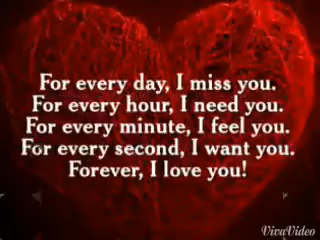 For every day, I miss you.
For every hour, I need you.
For every minute, I feel you.
For every second, I want you.
Forever, I love you!
VivaVideo